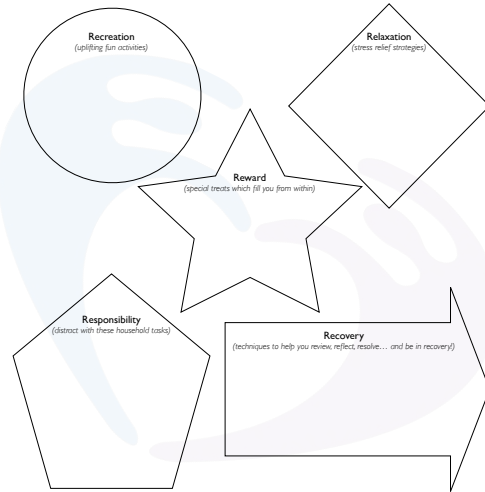 Recreation
(uplifting fun activities)
Relaxation
(stress relief strategies)
Reward
(special treats which fill you from within)
Responsibility
(distract with these household tasks)
Recovery
(techniques to help you review, reflect, resolve… and be in recovery!)